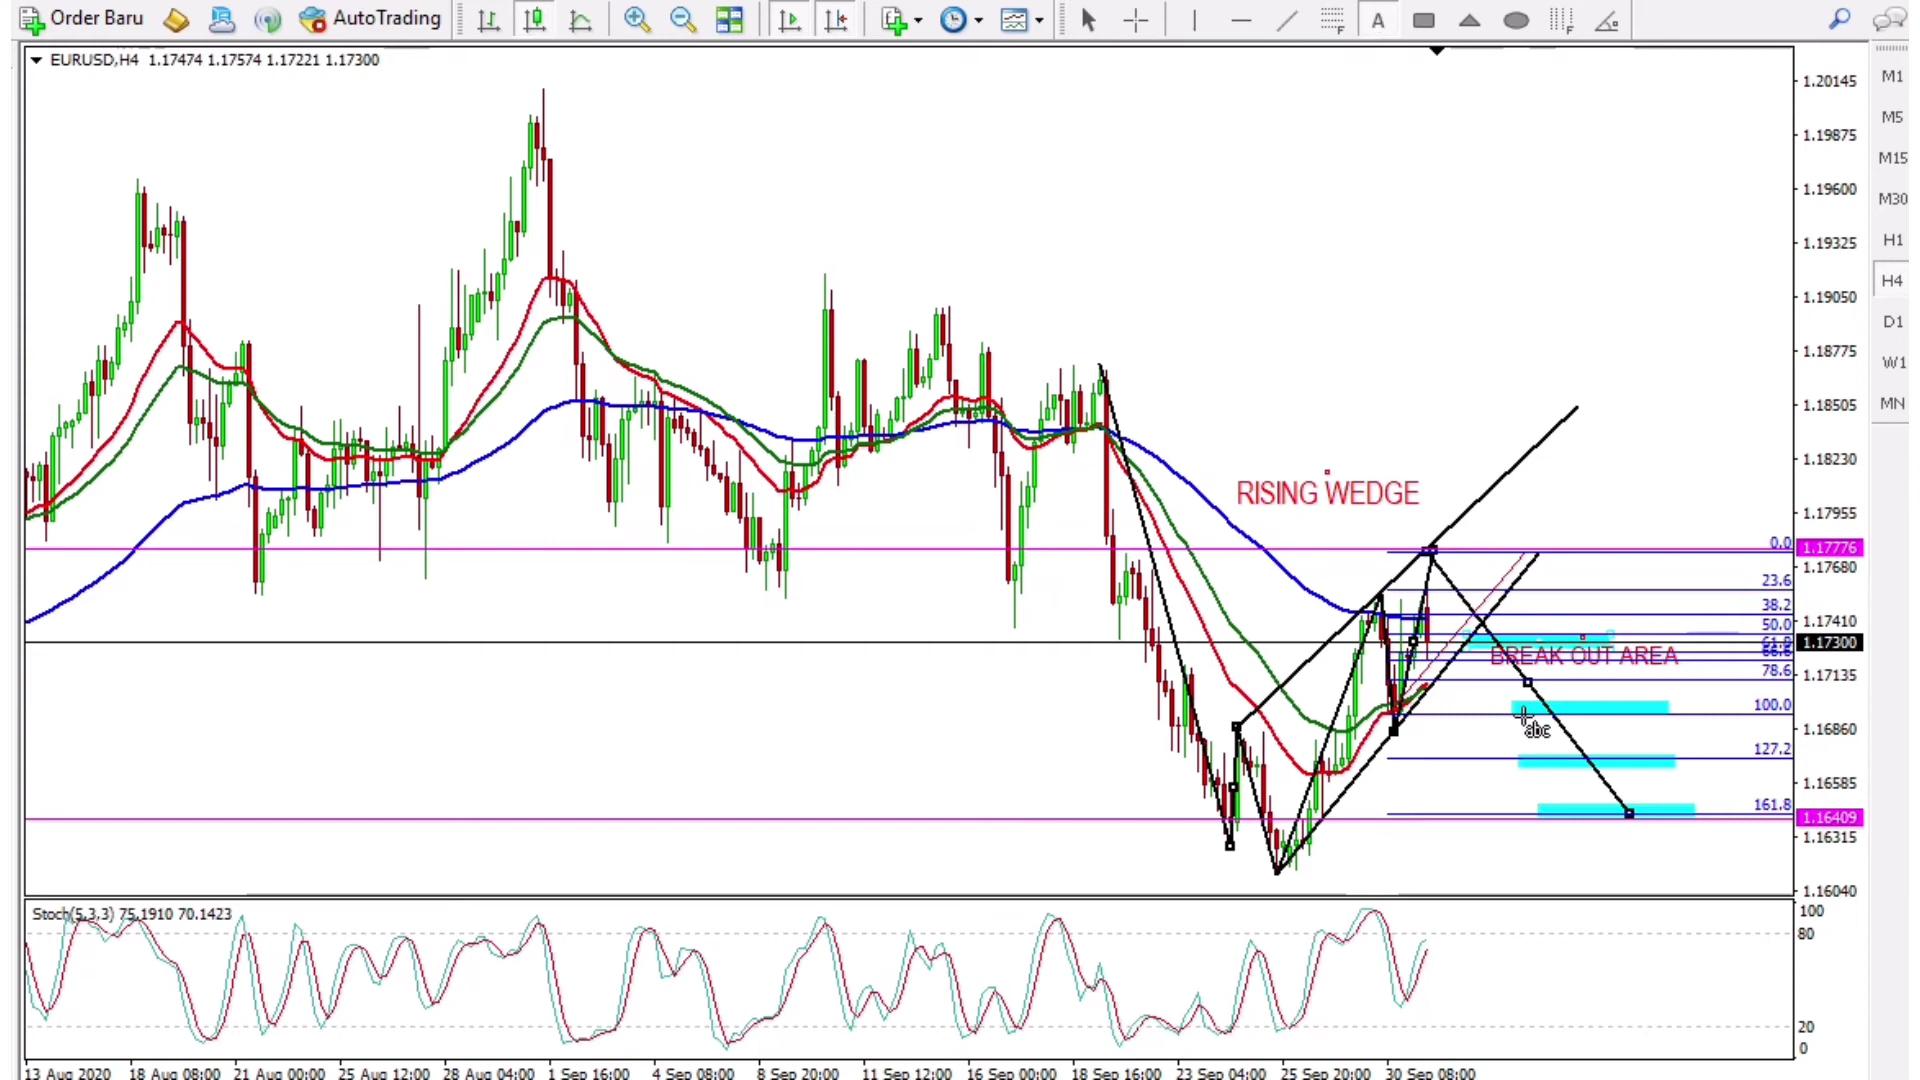 Order Baru AutoTrading A
EURUSD,H4 1.17474 1.17574 1.17221 1.17300
M1
M5
M15
M30
H1
H4
D1
W1
MN
1.20145
1.19875
1.19600
1.19325
1.19050
1.18775
1.18505
1.18230
1.17955
1.17776
1.17680
1.17410
1.17300
1.17135
1.16860
1.16585
1.16409
1.16315
1.16040
RISING WEDGE
BREAK OUT AREA
abc
0.0
23.6
38.2
50.0
78.6
100.0
127.2
161.8
Stoch(5,3,3) 75.1910 70.1423
100
80
20
0
13 Aug 2020 18 Aug 08:00 21 Aug 00:00 25 Aug 12:00 28 Aug 04:00 1 Sep 16:00 4 Sep 08:00 8 Sep 20:00 11 Sep 12:00 16 Sep 00:00 18 Sep 16:00 23 Sep 04:00 25 Sep 20:00 30 Sep 08:00